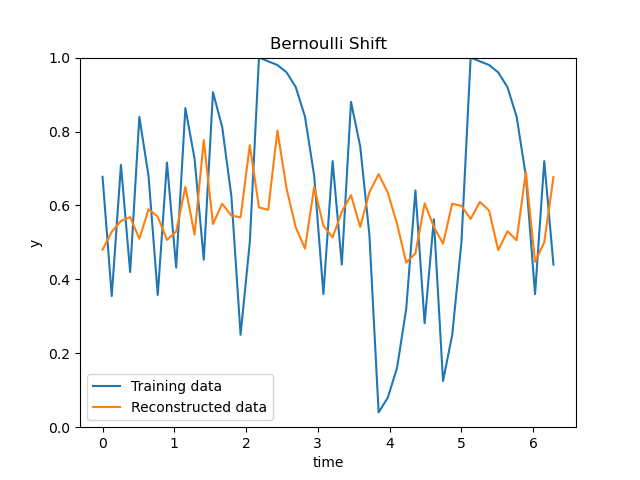 Bernoulli Shift
1.0
0.8
0.6
0.4
0.2
0.0
y
Training data
Reconstructed data
0 1 2 3 4 5 6
time